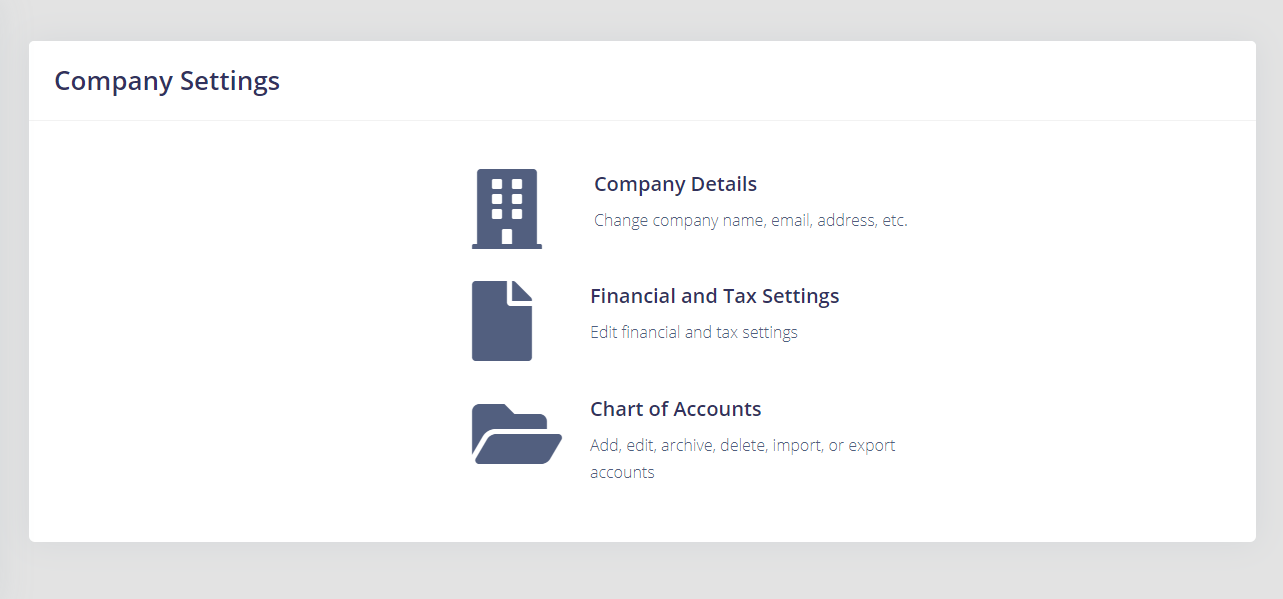 Company Settings
Company Details
Change company name, email, address, etc.
Financial and Tax Settings
Edit financial and tax settings
Chart of Accounts
Add, edit, archive, delete, import, or export
accounts